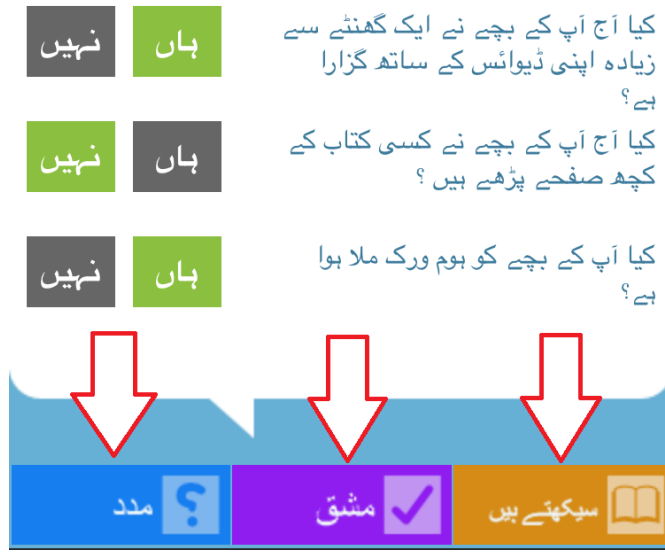 کیا آج آپ کے بچے نے ایک گھنٹے سے
زیادہ اپنی ڈیوائس کے ساتھ گزارا
ہے؟
ہاں
نہیں
کیا آج آپ کے بچے نے کسی کتاب کے
کچھ صفحے پڑھے ہیں ؟
ہاں
نہیں
کیا آپ کے بچے کو ہوم ورک ملا ہوا
ہے؟
ہاں
نہیں
سیکھتے ہیں
مشق
مدد